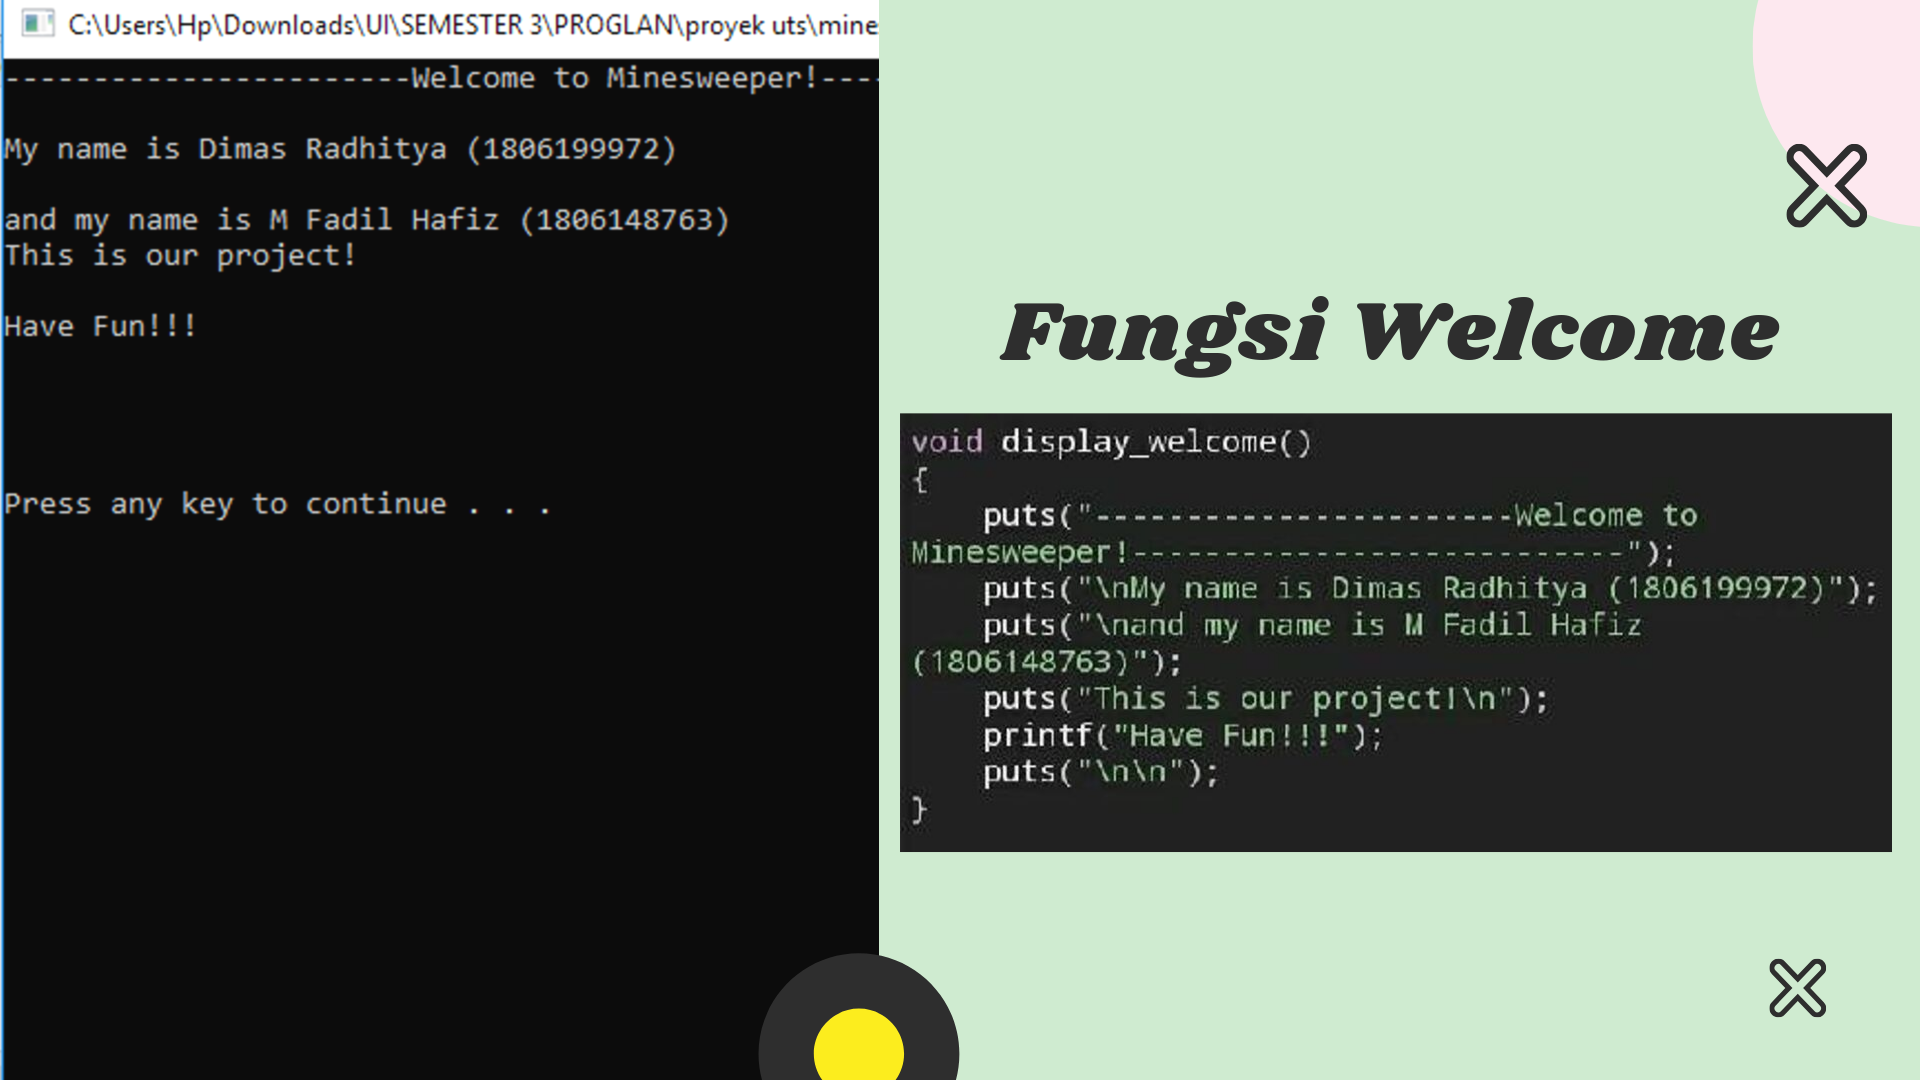 C:\Users\Hp\Downloads\UI\SEMESTER 3\PROGLAN\proyek uts\mine
-----------------------Welcome to Minesweeper!----
My name is Dimas Radhitya (1806199972)
and my name is M Fadil Hafiz (1806148763)
This is our project!
Have Fun!!!
Press any key to continue . . .
Fungsi Welcome
void display_welcome()
{
    puts("-----------------------Welcome to
Minesweeper!---------------------------");
    puts("\nMy name is Dimas Radhitya (1806199972)");
    puts("\nand my name is M Fadil Hafiz
(1806148763)");
    puts("This is our project!\n");
    printf("Have Fun!!!");
    puts("\n\n");
}